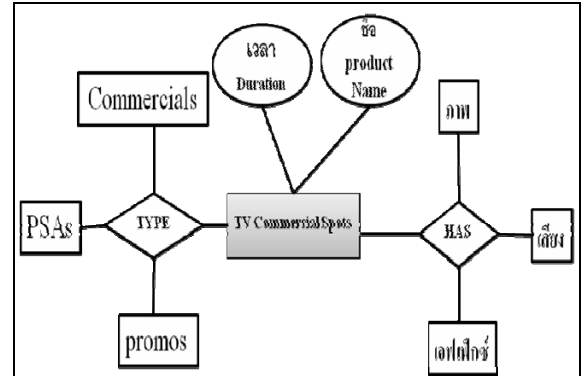 เวลา
Duration
ชื่อ
product
Name
Commercials
ภาพ
PSAs
TYPE
TV Commercial Spots
HAS
เสียง
promos
เอฟเฟ็กซ์